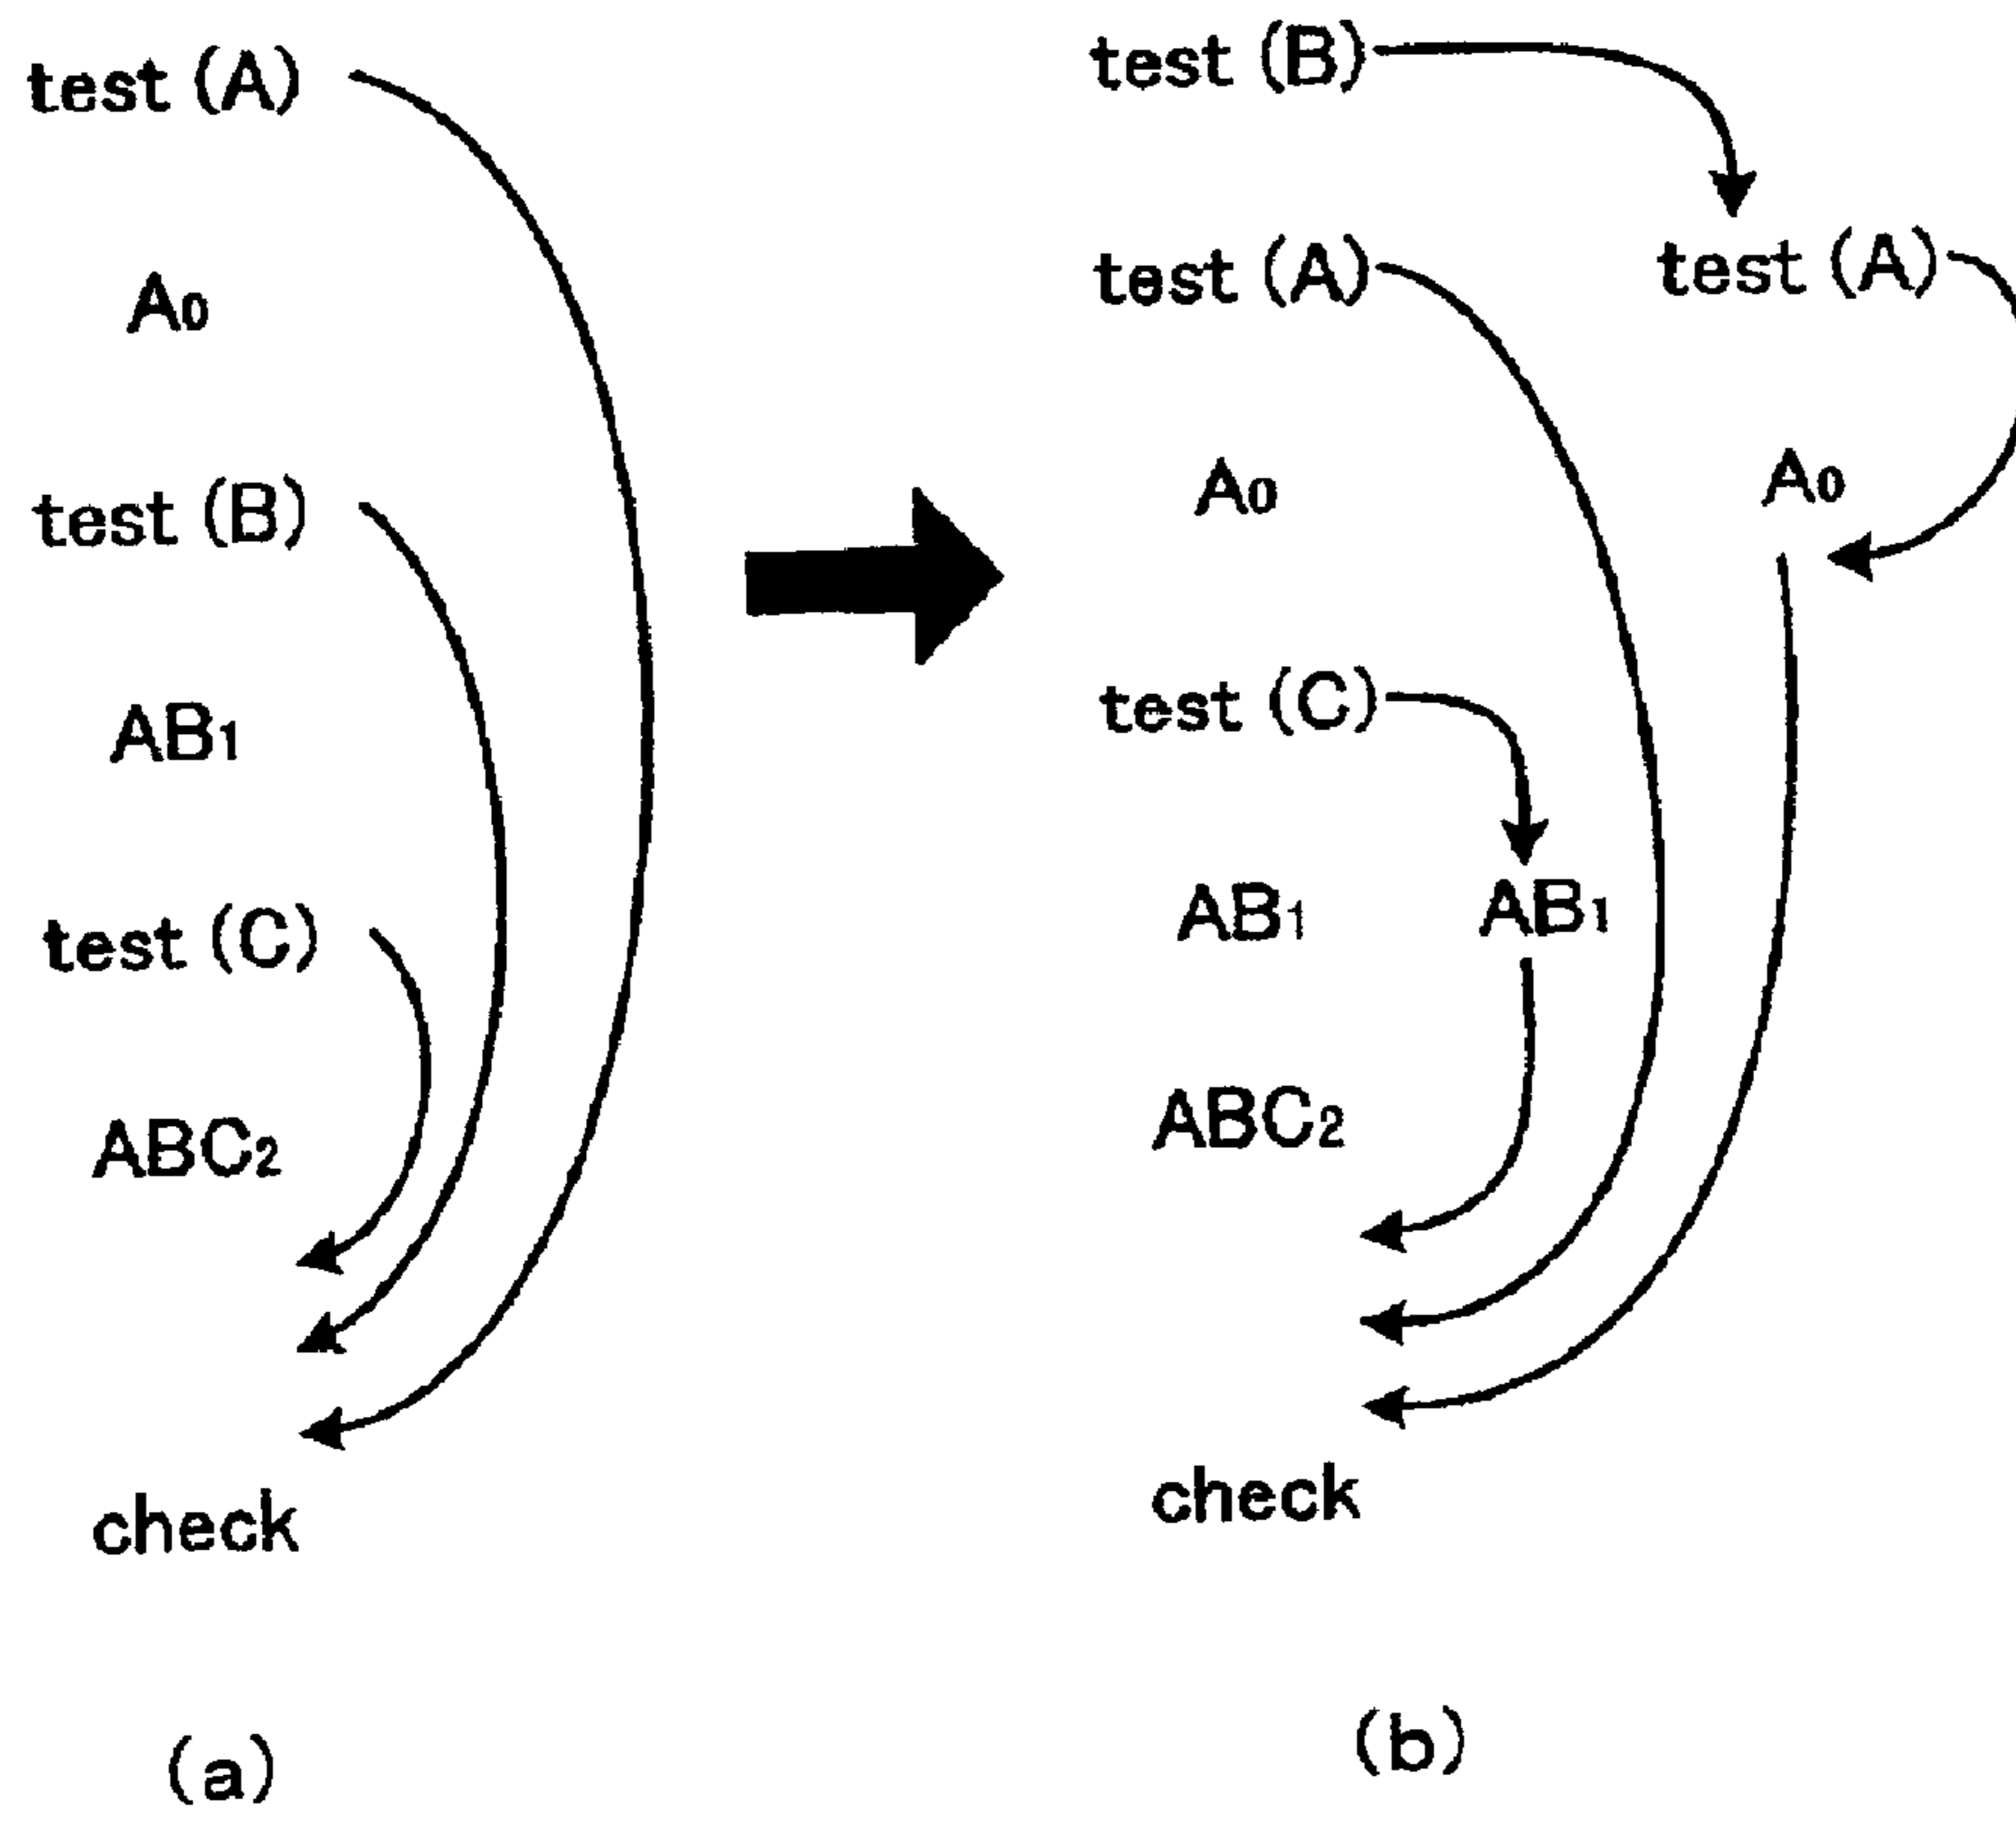 test (A)
A0
test (B)
AB1
test (C)
ABC2
check
(a)
test (B)
test (A)
test (A)
A0
A0
test (C)
AB1
AB1
ABC2
check
(b)